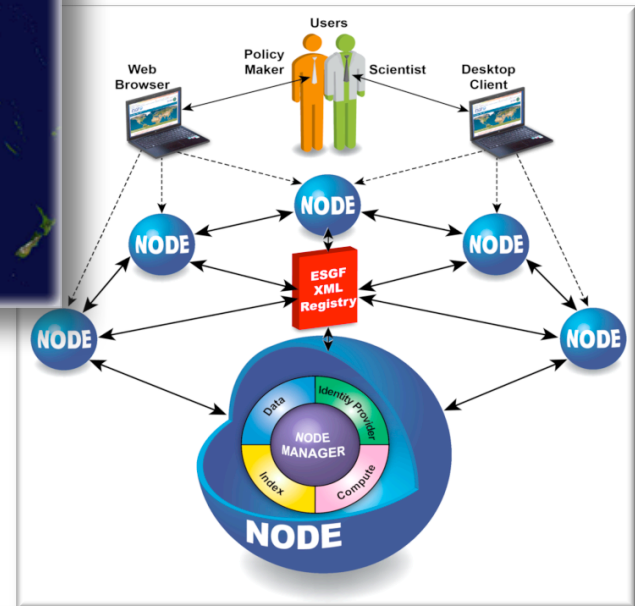 Users
Policy
Maker
Scientist
Web
Browser
Desktop
Client
NODE
NODE
NODE
ESGF
XML
Registry
NODE
NODE
Data
Identity Provider
NODE
MANAGER
Index
Compute
NODE